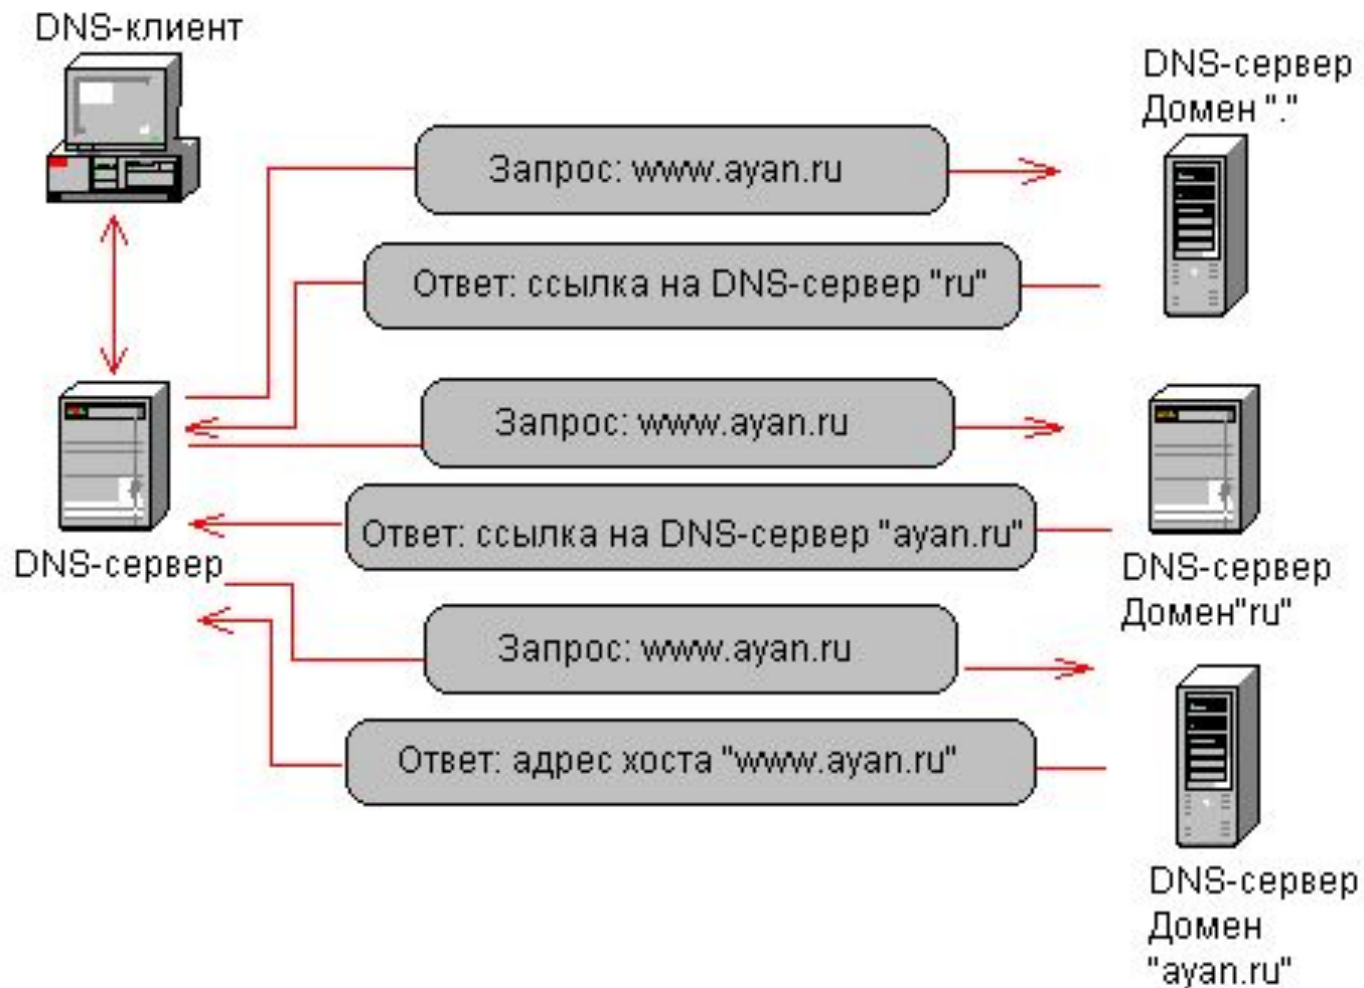 DNS-клиент
DNS-сервер
Домен "."
Запрос: www.ayan.ru
Ответ: ссылка на DNS-сервер "ru"
Запрос: www.ayan.ru
Ответ: ссылка на DNS-сервер "ayan.ru"
DNS-сервер
DNS-сервер
Домен"ru"
Запрос: www.ayan.ru
Ответ: адрес хоста "www.ayan.ru"
DNS-сервер
Домен
"ayan.ru"